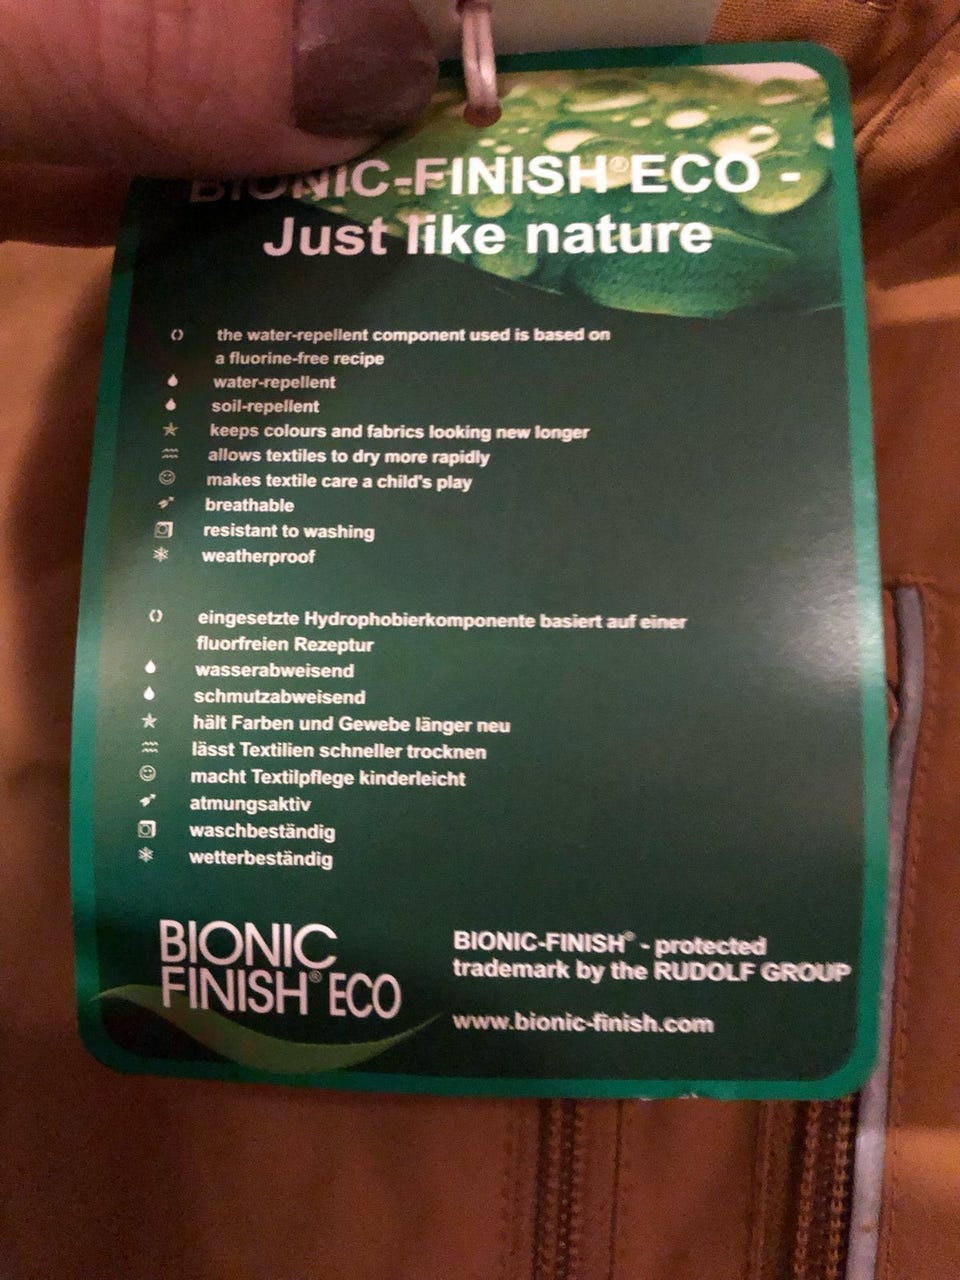 BIONIC-FINISH® ECO -
Just like nature
the water-repellent component used is based on
a fluorine-free recipe
water-repellent
soil-repellent
keeps colours and fabrics looking new longer
allows textiles to dry more rapidly
makes textile care a child's play
breathable
resistant to washing
weatherproof
eingesetzte Hydrophobierkomponente basiert auf einer
fluorfreien Rezeptur
wasserabweisend
schmutzabweisend
hält Farben und Gewebe länger neu
lässt Textilien schneller trocknen
macht Textilpflege kinderleicht
atmungsaktiv
waschbeständig
wetterbeständig
BIONIC
FINISH® ECO
BIONIC-FINISH® - protected
trademark by the RUDOLF GROUP
www.bionic-finish.com